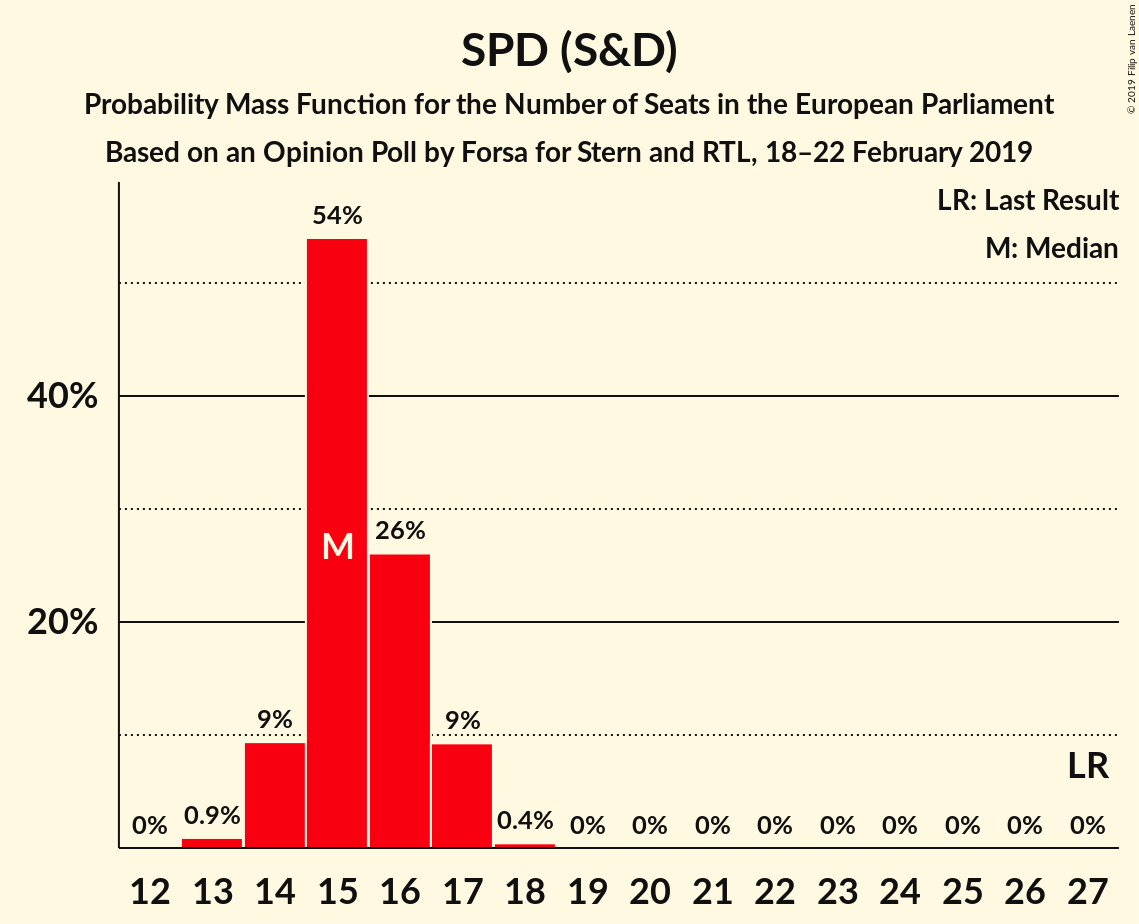 SPD (S&D)
Probability Mass Function for the Number of Seats in the European Parliament
Based on an Opinion Poll by Forsa for Stern and RTL, 18–22 February 2019
© 2019 Filip van Laenen
LR: Last Result
M: Median
54%
40%
26%
M
20%
9%
9%
LR
0%
0.9%
0.4%
0%
0%
0%
0%
0%
0%
0%
0%
0%
12 13 14 15 16 17 18 19 20 21 22 23 24 25 26 27